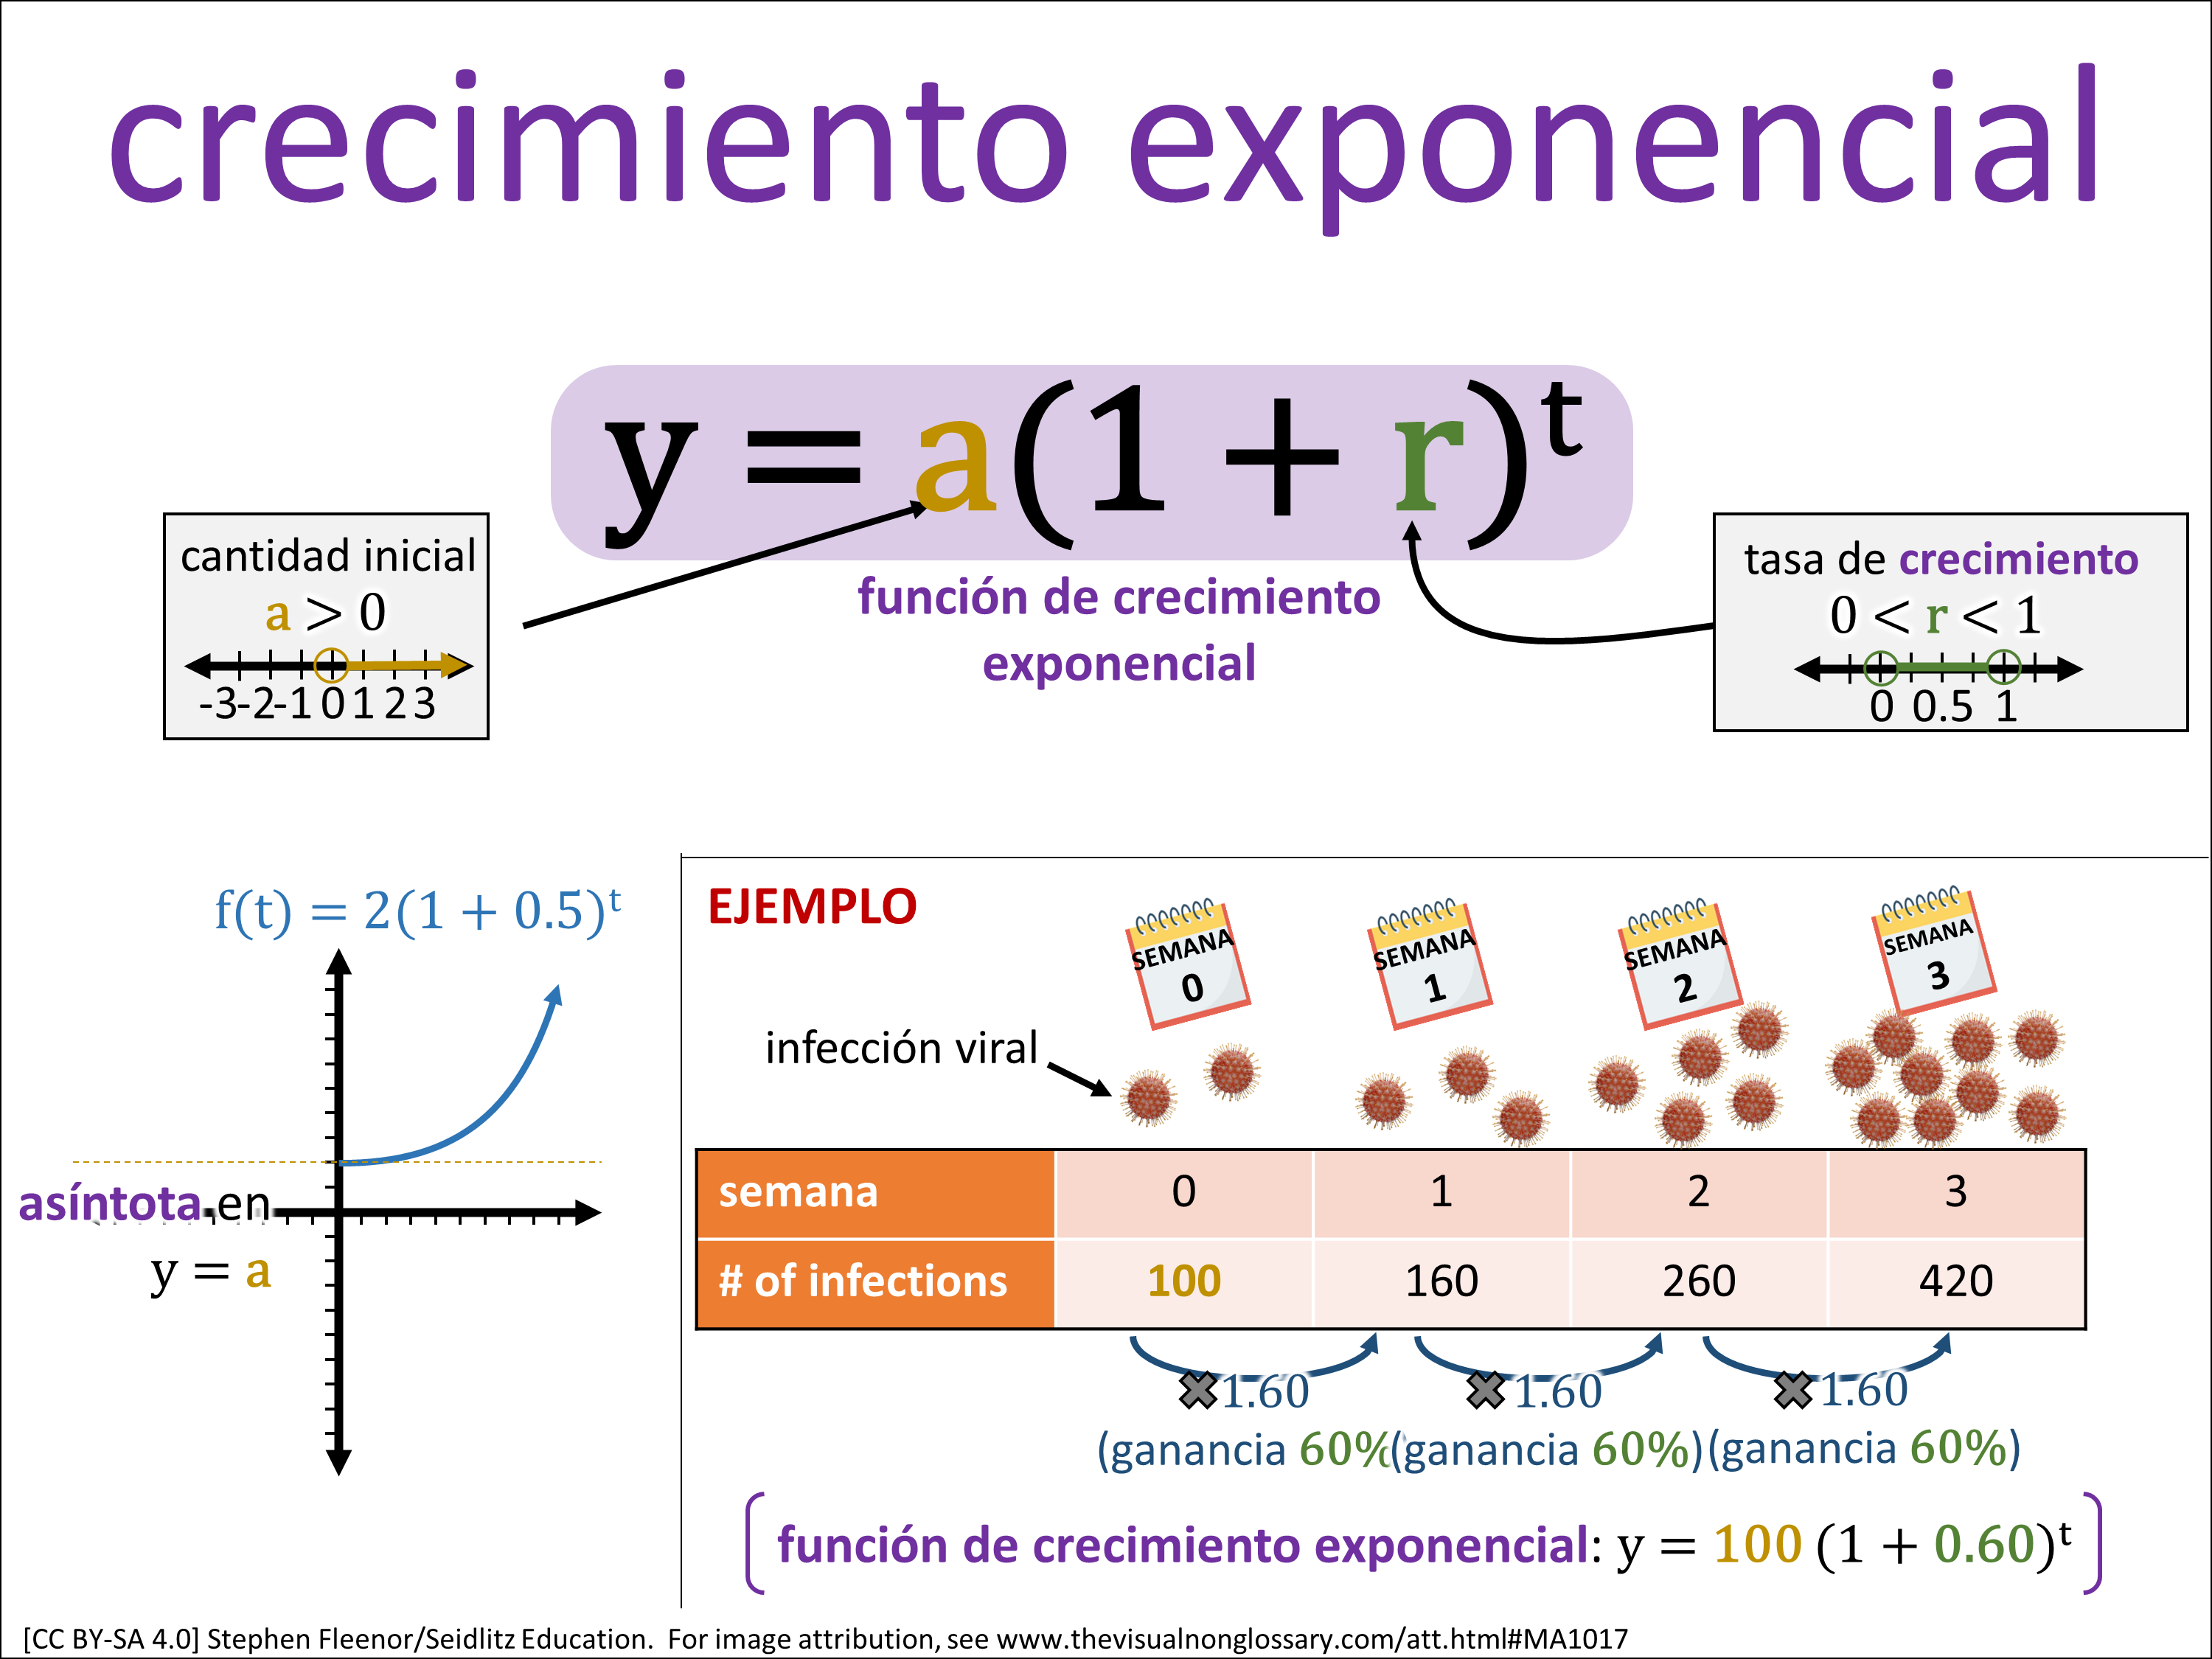 crecimiento exponencial
y = a(1 + r)ᵗ
función de crecimiento
exponencial
cantidad inicial
a > 0
-3 -2 -1 0 1 2 3
tasa de crecimiento
0 < r < 1
0 0.5 1
f(t) = 2(1 + 0.5)ᵗ
asíntota en
y = a
EJEMPLO
SEMANA 0
SEMANA 1
SEMANA 2
SEMANA 3
infección viral
semana 0 1 2 3
# of infections 100 160 260 420
✖1.60 ✖1.60 ✖1.60
(ganancia 60% (ganancia 60%) (ganancia 60%)
función de crecimiento exponencial: y = 100 (1 + 0.60)ᵗ
[CC BY-SA 4.0] Stephen Fleenor/Seidlitz Education. For image attribution, see www.thevisualnonglossary.com/att.html#MA1017